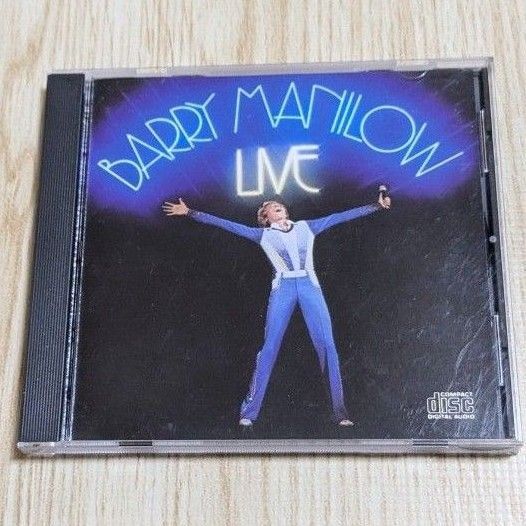 BARRY MANILOW
LIVE
COMPACT
disc
DIGITAL AUDIO